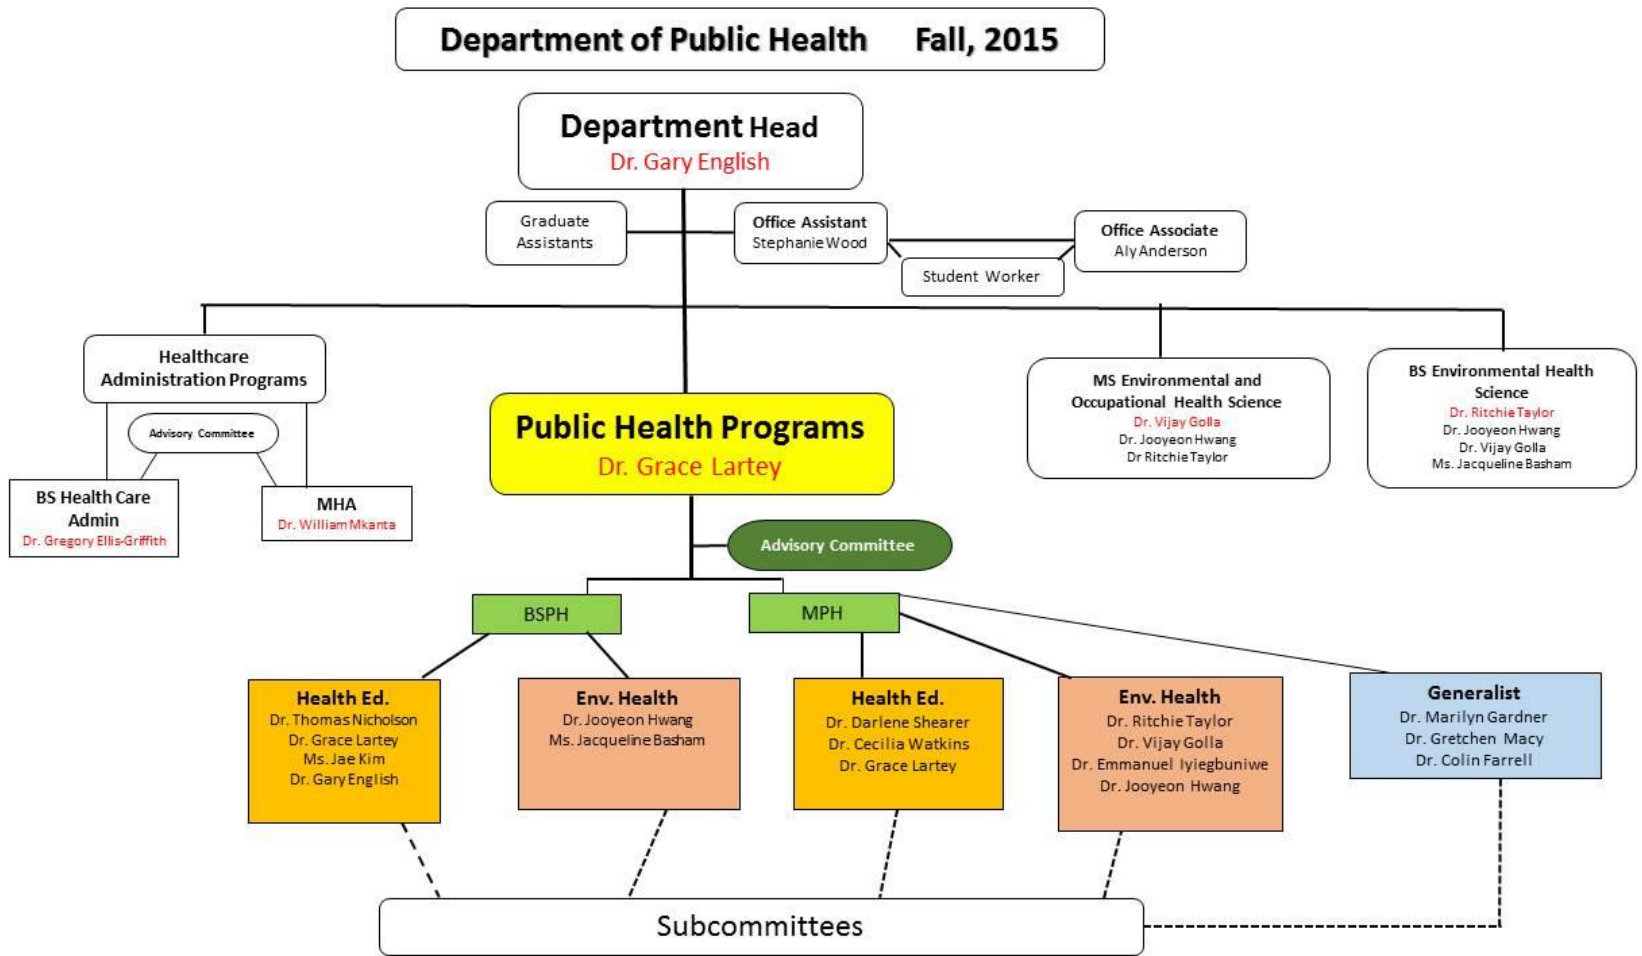 Department of Public Health Fall, 2015
Department Head
Dr. Gary English
Graduate
Assistants
Office Assistant
Stephanie Wood
Office Associate
Aly Anderson
Student Worker
Healthcare
Administration Programs
Advisory Committee
BS Health Care
Admin
Dr. Gregory Ellis-Griffith
MHA
Dr. William Mkanta
Public Health Programs
Dr. Grace Lartey
MS Environmental and
Occupational Health Science
Dr. Vijay Golla
Dr. Jooyeon Hwang
Dr Ritchie Taylor
BS Environmental Health
Science
Dr. Ritchie Taylor
Dr. Jooyeon Hwang
Dr. Vijay Golla
Ms. Jacqueline Basham
Advisory Committee
BSPH
MPH
Health Ed.
Dr. Thomas Nicholson
Dr. Grace Lartey
Ms. Jae Kim
Dr. Gary English
Env. Health
Dr. Jooyeon Hwang
Ms. Jacqueline Basham
Health Ed.
Dr. Darlene Shearer
Dr. Cecilia Watkins
Dr. Grace Lartey
Env. Health
Dr. Ritchie Taylor
Dr. Vijay Golla
Dr. Emmanuel Iyiegbuniwe
Dr. Jooyeon Hwang
Generalist
Dr. Marilyn Gardner
Dr. Gretchen Macy
Dr. Colin Farrell
Subcommittees